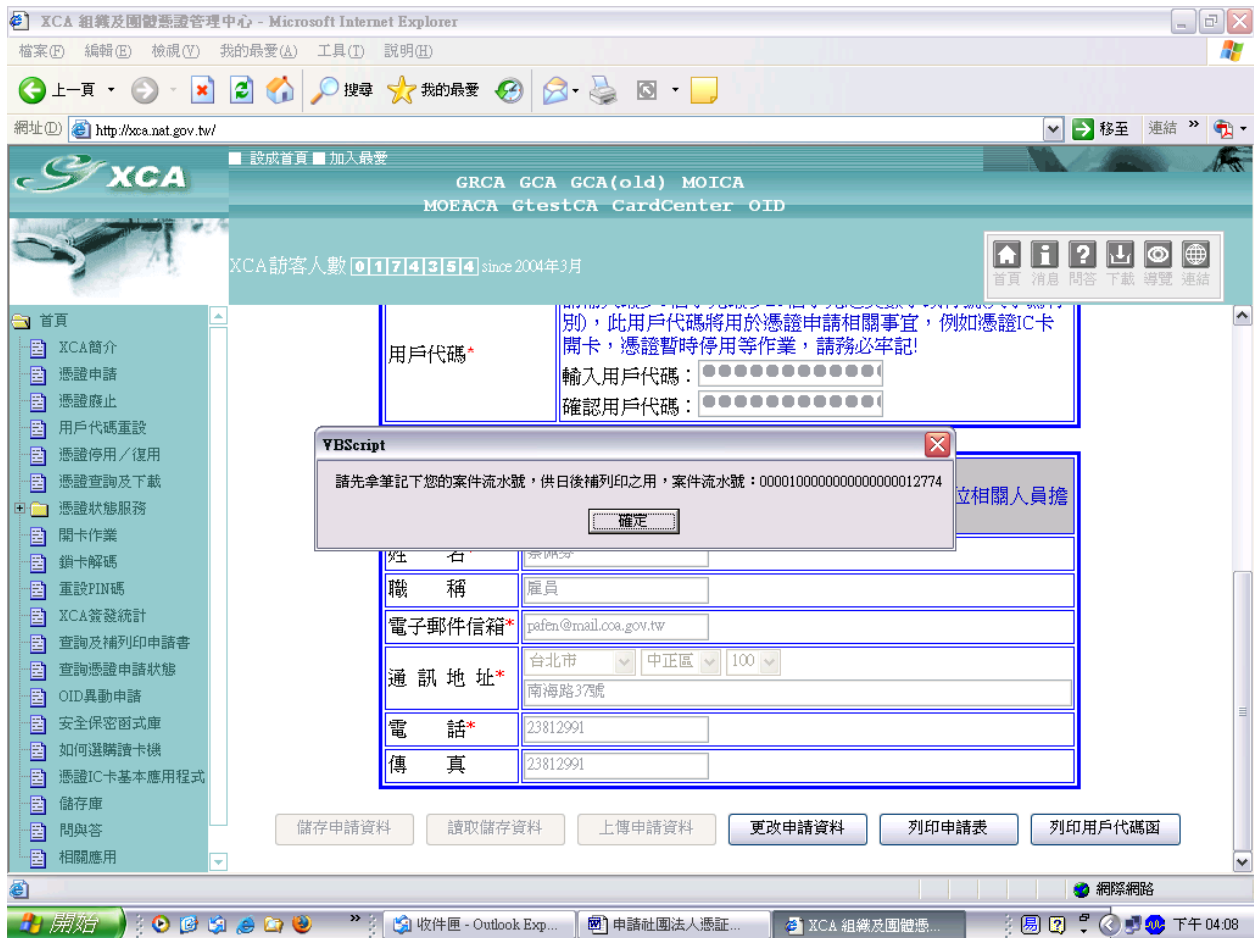 XCA 組織及團體憑證管理中心 - Microsoft Internet Explorer
檔案(F) 編輯(E) 檢視(V) 我的最愛(A) 工具(T) 說明(H)
上一頁 搜尋 我的最愛
網址(D) http://xca.nat.gov.tw/ 移至 連結 »
XCA
設成首頁 加入最愛
GRCA GCA GCA(old) MOICA
MOEACA GtestCA CardCenter OID
XCA訪客人數 0174354 since 2004年3月
首頁 消息 問答 下載 導覽 連結
首頁
XCA簡介
憑證申請
憑證廢止
用戶代碼重設
憑證停用／復用
憑證查詢及下載
憑證狀態服務
開卡作業
鎖卡解碼
重設PIN碼
XCA簽發統計
查詢及補列印申請書
查詢憑證申請狀態
OID異動申請
安全保密函式庫
如何選購讀卡機
憑證IC卡基本應用程式
儲存庫
問與答
相關應用
用戶代碼*
別)，此用戶代碼將用於憑證申請相關事宜，例如憑證IC卡
開卡，憑證暫時停用等作業，請務必牢記!
輸入用戶代碼：
確認用戶代碼：
VBScript
請先拿筆記下您的案件流水號，供日後補列印之用，案件流水號：00001000000000000012774
確定
位相關人員擔
姓 名*
職 稱 雇員
電子郵件信箱* pafen@mail.coa.gov.tw
通 訊 地 址* 台北市 中正區 100
南海路37號
電 話* 23812991
傳 真 23812991
儲存申請資料 讀取儲存資料 上傳申請資料 更改申請資料 列印申請表 列印用戶代碼函
網際網路
開始 » 收件匣 - Outlook Exp... 申請社團法人憑証... XCA 組織及團體憑... 易 下午 04:08